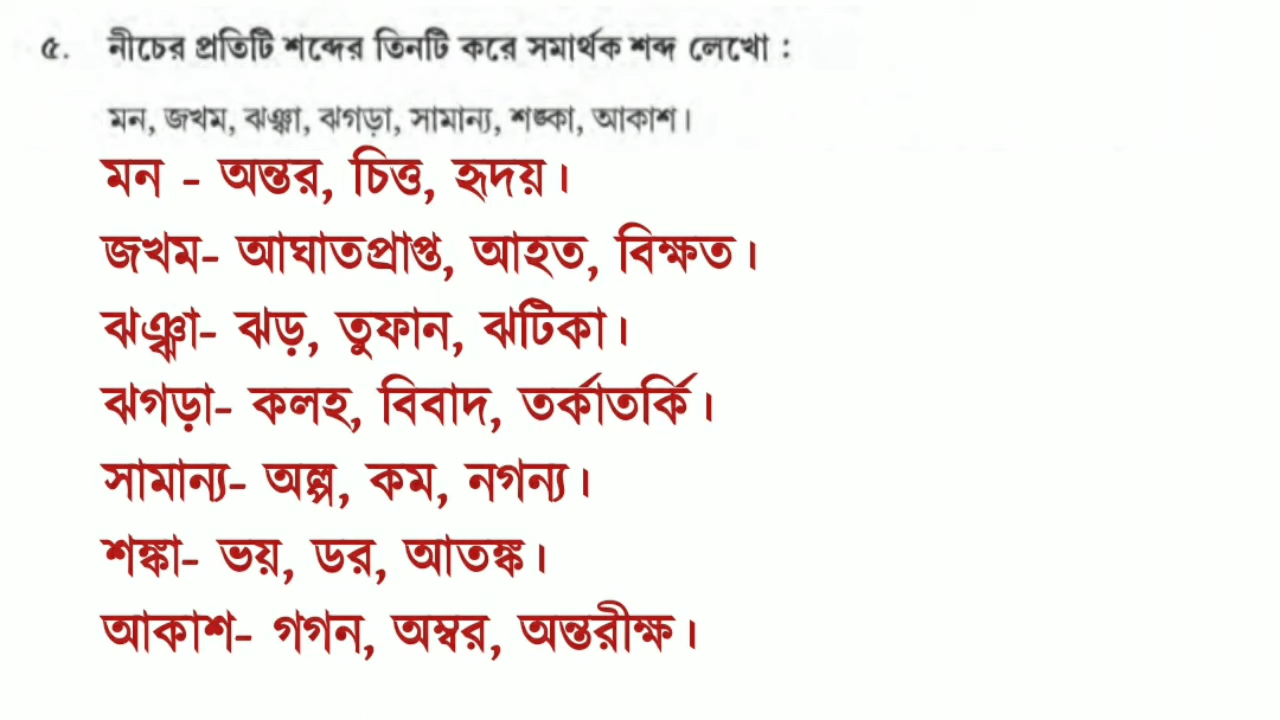 ৫. নীচের প্রতিটি শব্দের তিনটি করে সমার্থক শব্দ লেখো :
মন, জখম, ঝঞ্ঝা, ঝগড়া, সামান্য, শঙ্কা, আকাশ।
মন - অন্তর, চিত্ত, হৃদয়।
জখম- আঘাতপ্রাপ্ত, আহত, বিক্ষত।
ঝঞ্ঝা- ঝড়, তুফান, ঝটিকা।
ঝগড়া- কলহ, বিবাদ, তর্কাতর্কি।
সামান্য- অল্প, কম, নগন্য।
শঙ্কা- ভয়, ডর, আতঙ্ক।
আকাশ- গগন, অম্বর, অন্তরীক্ষ।